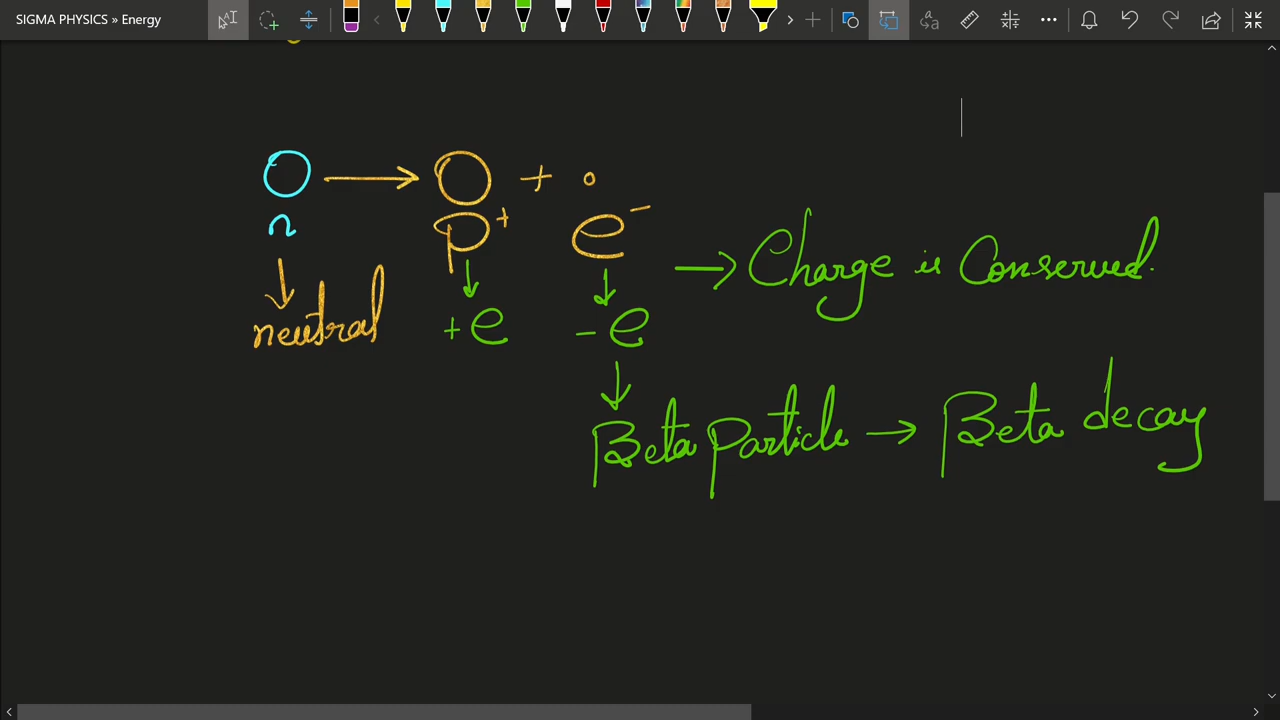 SIGMA PHYSICS » Energy
O → O + o
n p⁺ e⁻
→ Charge is Conserved.
neutral +e -e
Beta Particle → Beta decay